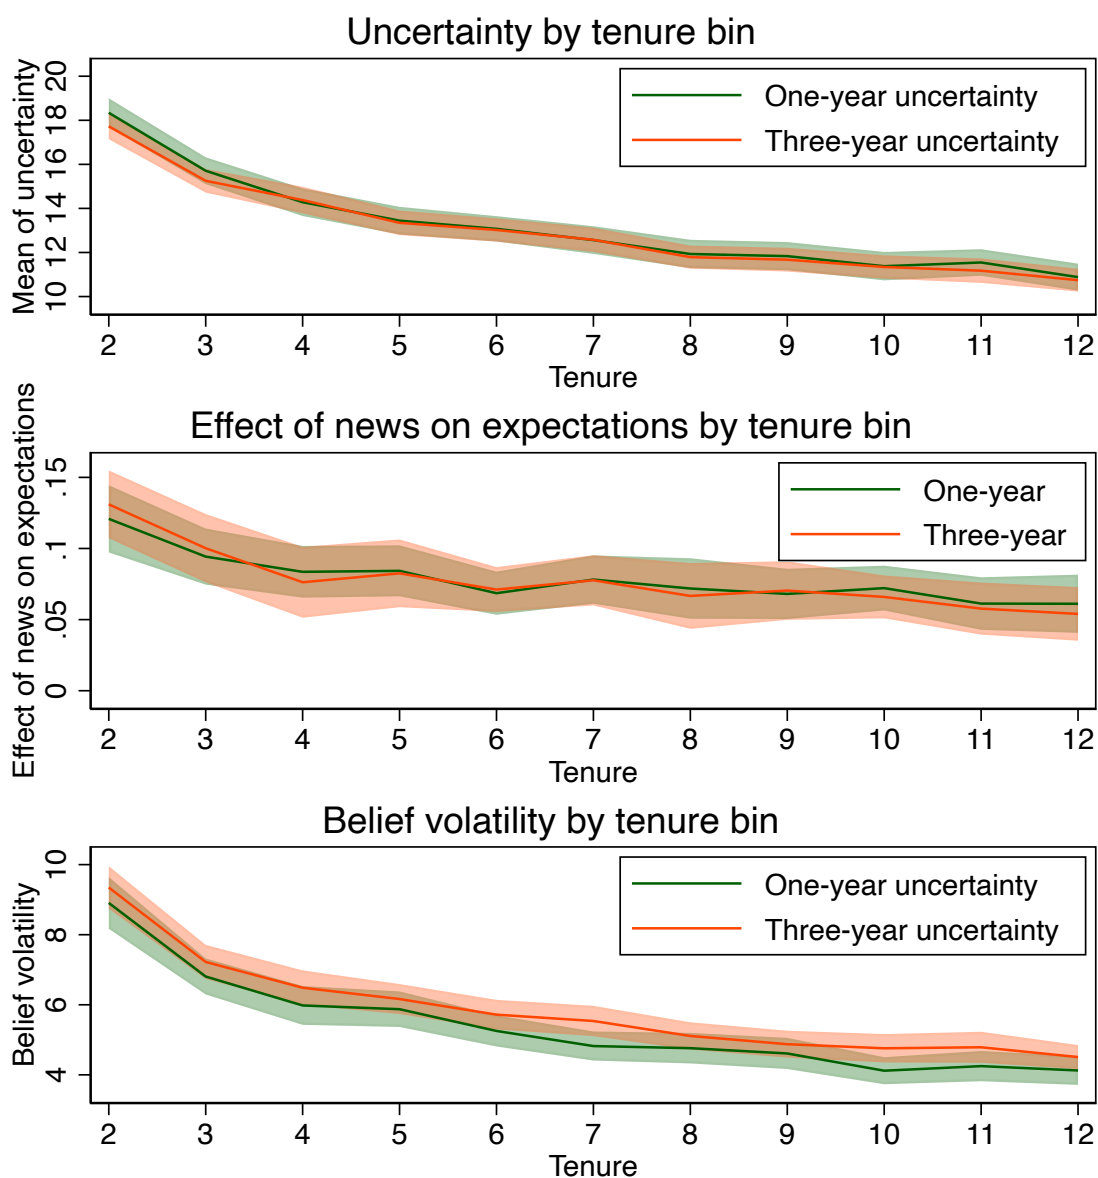 Uncertainty by tenure bin
Mean of uncertainty
20
18
16
14
12
10
One-year uncertainty
Three-year uncertainty
2 3 4 5 6 7 8 9 10 11 12
Tenure
Effect of news on expectations by tenure bin
Effect of news on expectations
.15
.1
.05
0
One-year
Three-year
2 3 4 5 6 7 8 9 10 11 12
Tenure
Belief volatility by tenure bin
Belief volatility
10
8
6
4
One-year uncertainty
Three-year uncertainty
2 3 4 5 6 7 8 9 10 11 12
Tenure